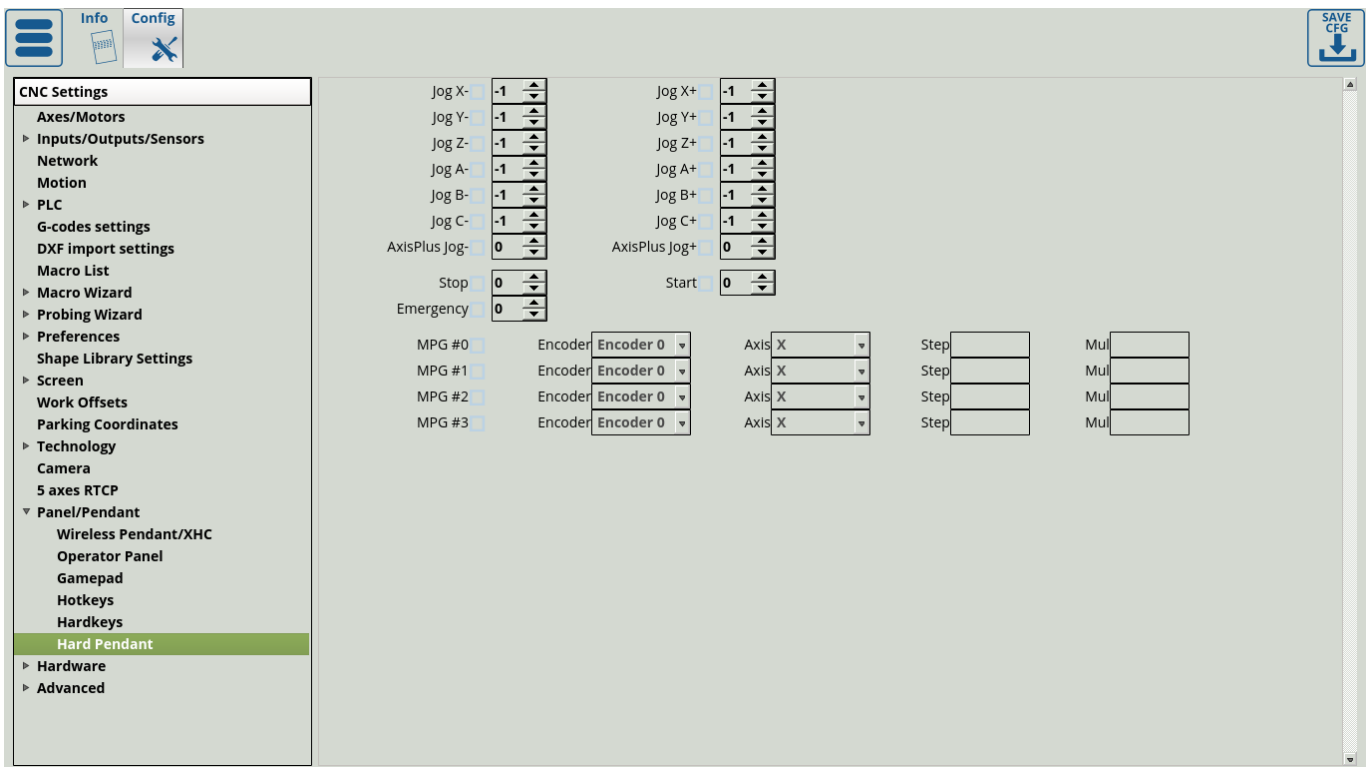 Info
Config
SAVE
CFG
CNC Settings
Axes/Motors
Inputs/Outputs/Sensors
Network
Motion
PLC
G-codes settings
DXF import settings
Macro List
Macro Wizard
Probing Wizard
Preferences
Shape Library Settings
Screen
Work Offsets
Parking Coordinates
Technology
Camera
5 axes RTCP
Panel/Pendant
Wireless Pendant/XHC
Operator Panel
Gamepad
Hotkeys
Hardkeys
Hard Pendant
Hardware
Advanced
Jog X- -1 Jog X+ -1
Jog Y- -1 Jog Y+ -1
Jog Z- -1 Jog Z+ -1
Jog A- -1 Jog A+ -1
Jog B- -1 Jog B+ -1
Jog C- -1 Jog C+ -1
AxisPlus Jog- 0 AxisPlus Jog+ 0
Stop 0 Start 0
Emergency 0
MPG #0 Encoder Encoder 0 Axis X Step Mul
MPG #1 Encoder Encoder 0 Axis X Step Mul
MPG #2 Encoder Encoder 0 Axis X Step Mul
MPG #3 Encoder Encoder 0 Axis X Step Mul